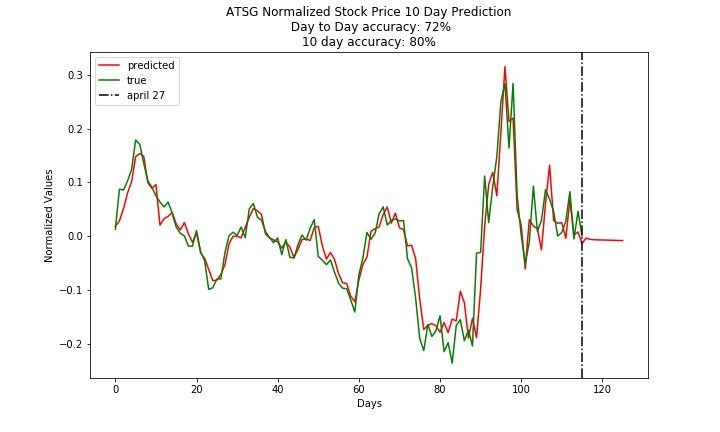 ATSG Normalized Stock Price 10 Day Prediction
Day to Day accuracy: 72%
10 day accuracy: 80%
predicted
true
april 27
Normalized Values
0.3
0.2
0.1
0.0
−0.1
−0.2
0 20 40 60 80 100 120
Days